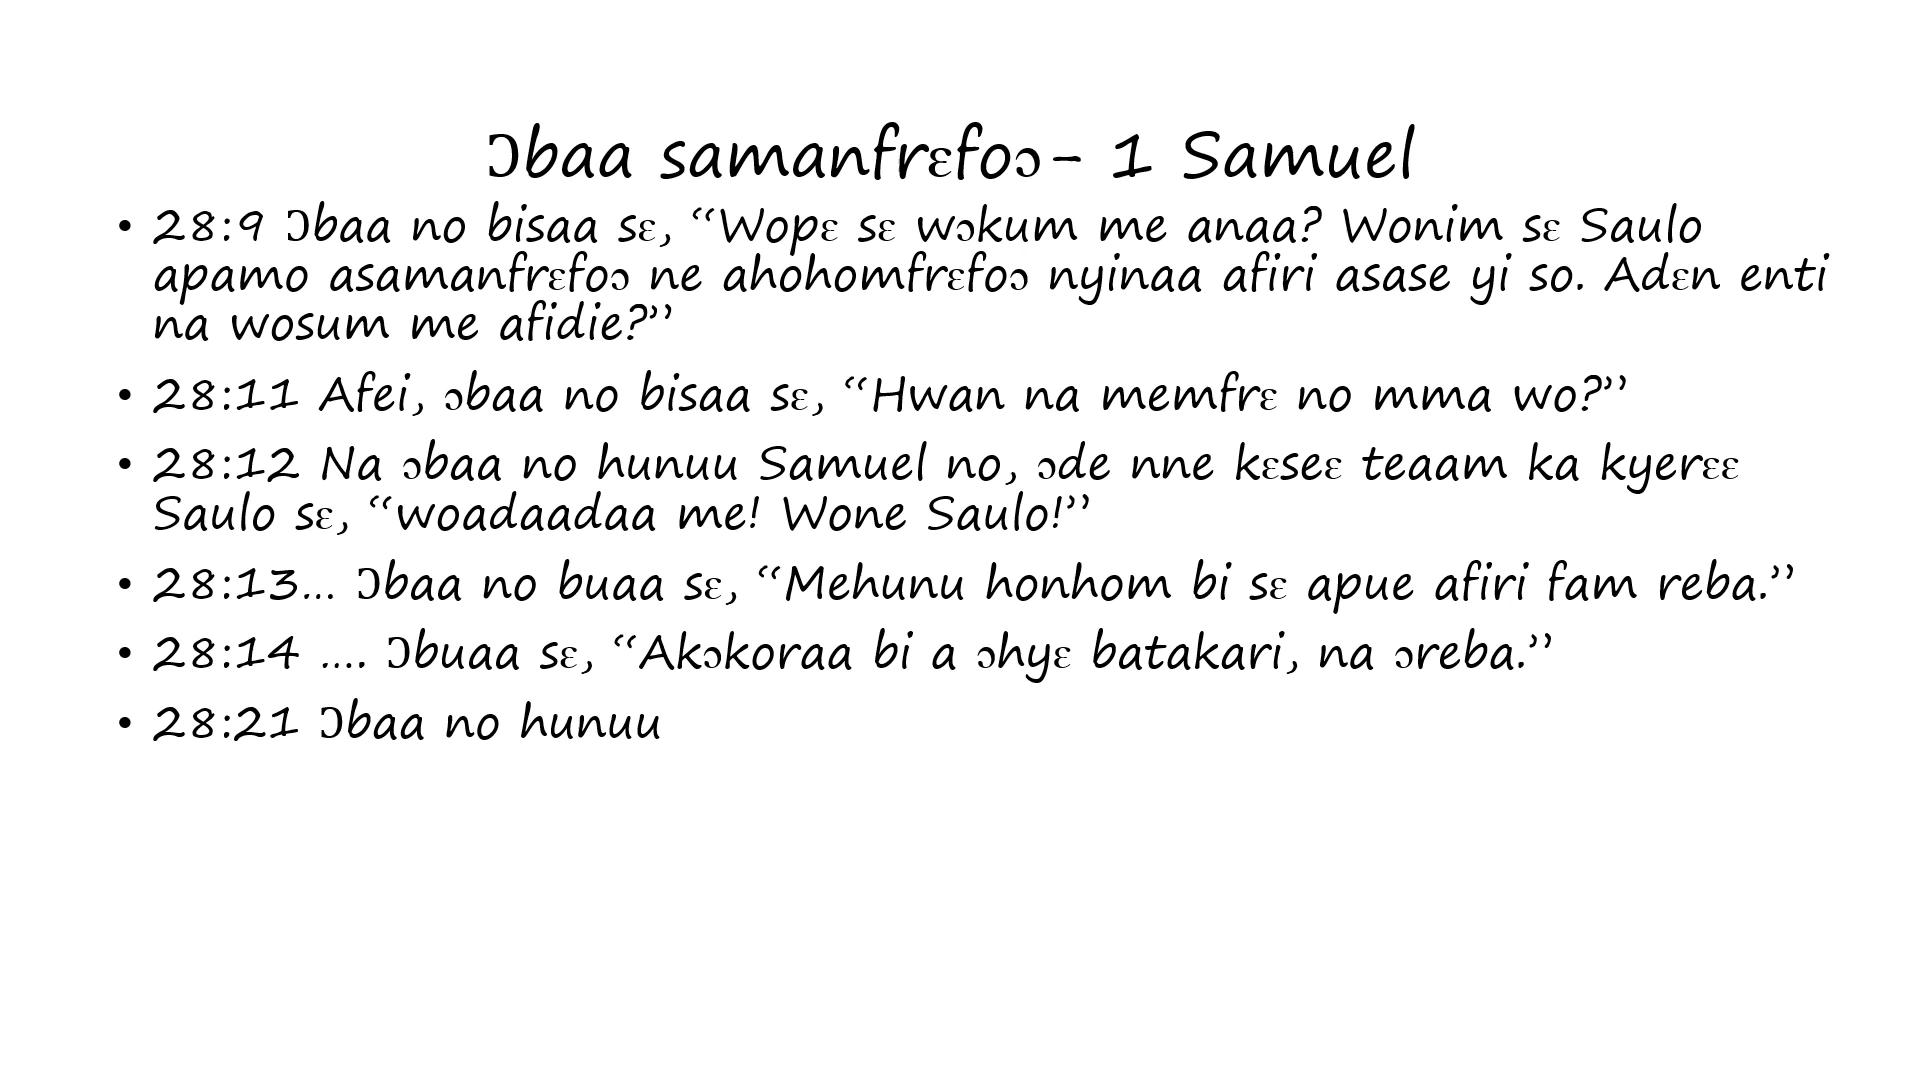 Ɔbaa samanfrɛfoɔ– 1 Samuel
• 28:9 Ɔbaa no bisaa sɛ, “Wopɛ sɛ wɔkum me anaa? Wonim sɛ Saulo
apamo asamanfrɛfoɔ ne ahohomfrɛfoɔ nyinaa afiri asase yi so. Adɛn enti
na wosum me afidie?”
• 28:11 Afei, ɔbaa no bisaa sɛ, “Hwan na memfrɛ no mma wo?”
• 28:12 Na ɔbaa no hunuu Samuel no, ɔde nne kɛseɛ teaam ka kyerɛɛ
Saulo sɛ, “woadaadaa me! Wone Saulo!”
• 28:13… Ɔbaa no buaa sɛ, “Mehunu honhom bi sɛ apue afiri fam reba.”
• 28:14 …. Ɔbuaa sɛ, “Akɔkoraa bi a ɔhyɛ batakari, na ɔreba.”
• 28:21 Ɔbaa no hunuu